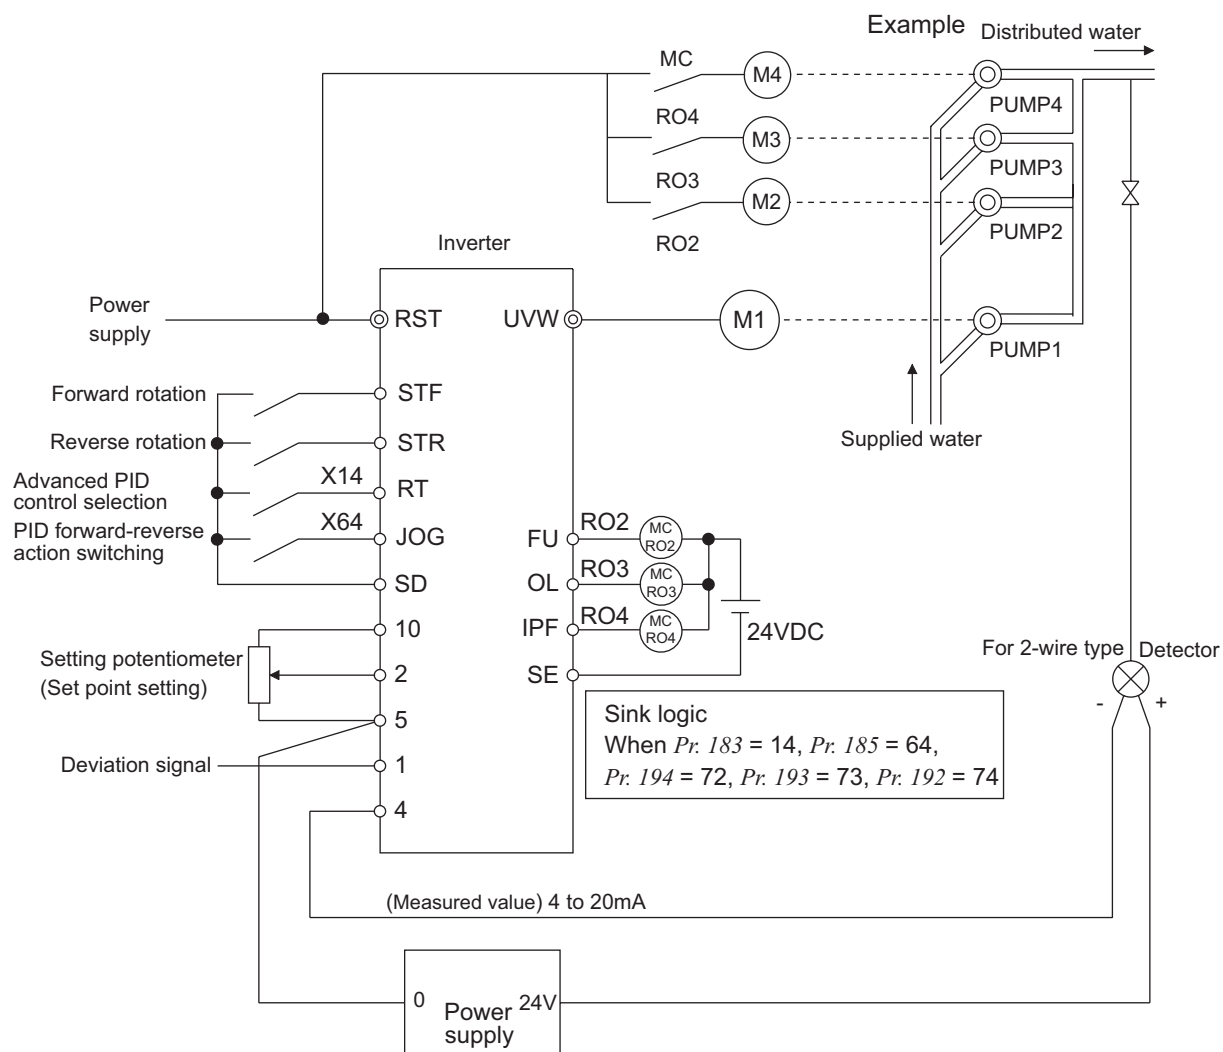 Example
Distributed water
MC
M4
PUMP4
RO4
M3
PUMP3
RO3
M2
PUMP2
RO2
Inverter
Power
supply
RST
UVW
M1
PUMP1
Forward rotation
STF
Reverse rotation
STR
Supplied water
Advanced PID
control selection
X14
RT
PID forward-reverse
action switching
X64
JOG
FU
RO2
MC
RO2
SD
OL
RO3
MC
RO3
10
IPF
RO4
MC
RO4
24VDC
Setting potentiometer
(Set point setting)
2
SE
For 2-wire type
Detector
-
+
5
Sink logic
When Pr. 183 = 14, Pr. 185 = 64,
Pr. 194 = 72, Pr. 193 = 73, Pr. 192 = 74
Deviation signal
1
4
(Measured value) 4 to 20mA
0
Power
supply
24V